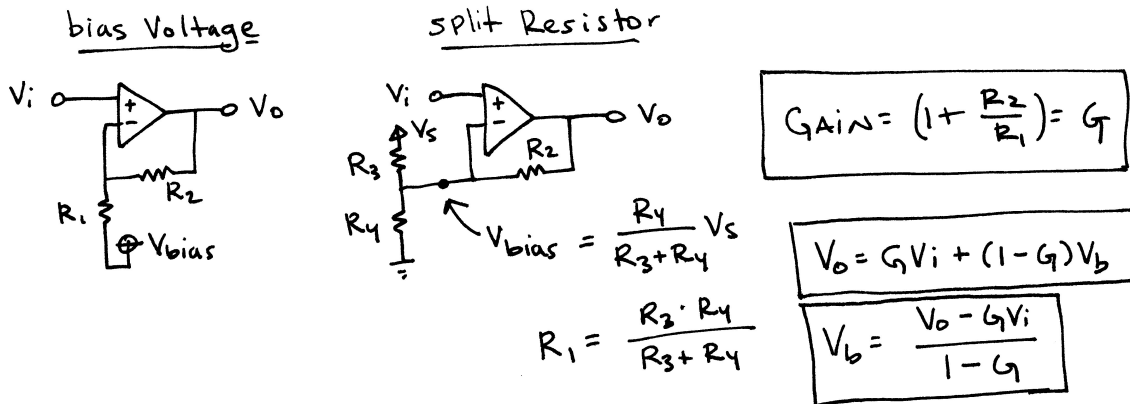 bias Voltage
Vi
+
-
Vo
R2
R1
Vbias
split Resistor
Vi
+
-
Vo
Vs
R3
R2
R4
Vbias = R4 / R3+R4 Vs
R1 = R3 · R4 / R3+R4
GAIN = (1 + R2/R1) = G
Vo = GVi + (1-G)Vb
Vb = Vo - GVi / 1 - G